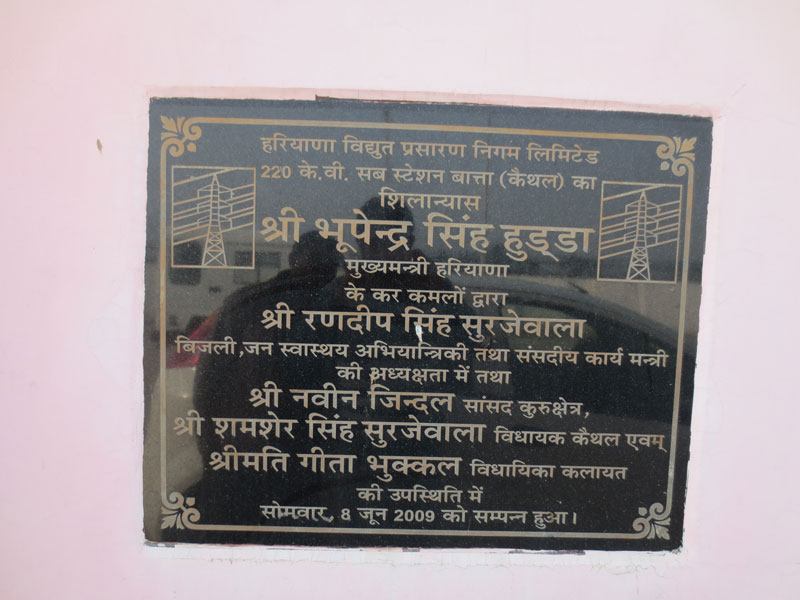 हरियाणा विद्युत प्रसारण निगम लिमिटेड
220 के.वी. सब स्टेशन बात्ता (कैथल) का
शिलान्यास
श्री भूपेन्द्र सिंह हुड्डा
मुख्यमन्त्री हरियाणा
के कर कमलों द्वारा
श्री रणदीप सिंह सुरजेवाला
बिजली,जन स्वास्थय अभियान्त्रिकी तथा संसदीय कार्य मन्त्री
की अध्यक्षता में तथा
श्री नवीन जिन्दल सांसद कुरुक्षेत्र,
श्री शमशेर सिंह सुरजेवाला विधायक कैथल एवम्
श्रीमति गीता भुक्कल विधायिका कलायत
की उपस्थिति में
सोमवार, 8 जून 2009 को सम्पन्न हुआ।